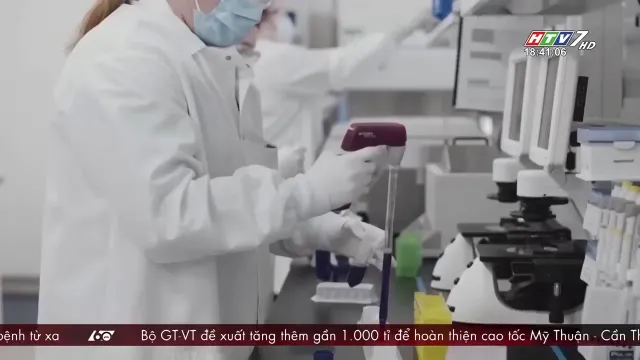 HTV7 HD
18:41:06
bệnh từ xa 60 Bộ GT-VT đề xuất tăng thêm gần 1.000 tỉ để hoàn thiện cao tốc Mỹ Thuận - Cần Th